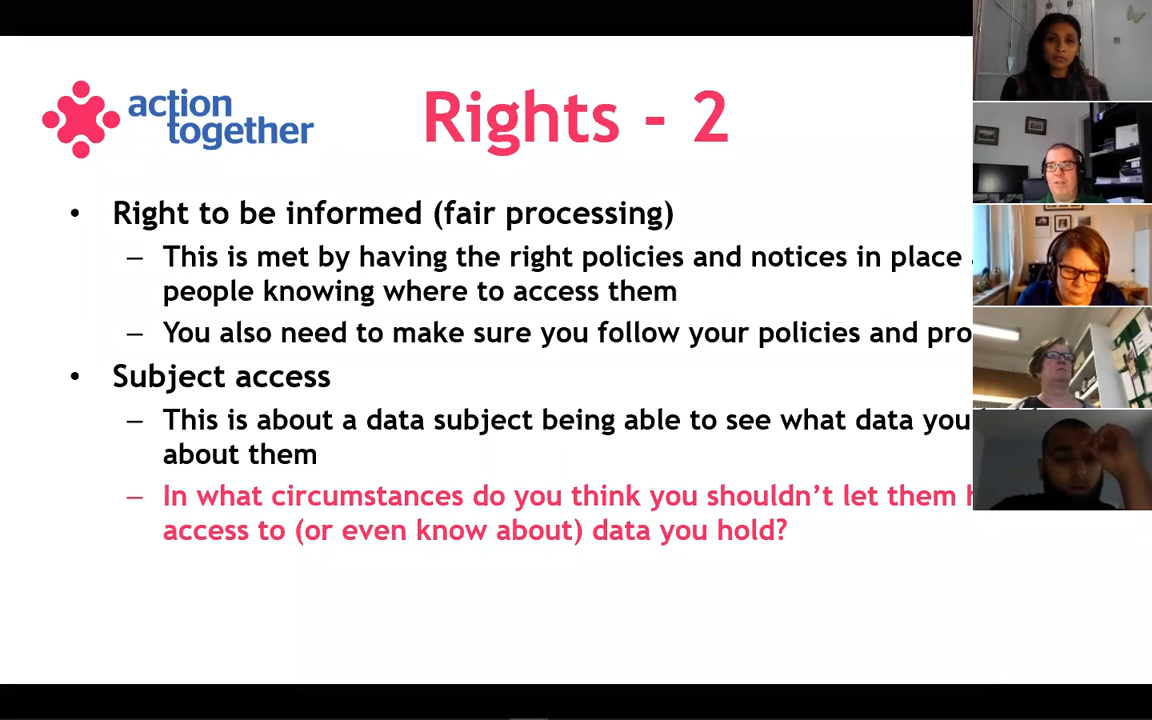 action
together
Rights - 2
• Right to be informed (fair processing)
– This is met by having the right policies and notices in place
people knowing where to access them
– You also need to make sure you follow your policies and
• Subject access
– This is about a data subject being able to see what data you
about them
– In what circumstances do you think you shouldn't let them
access to (or even know about) data you hold?